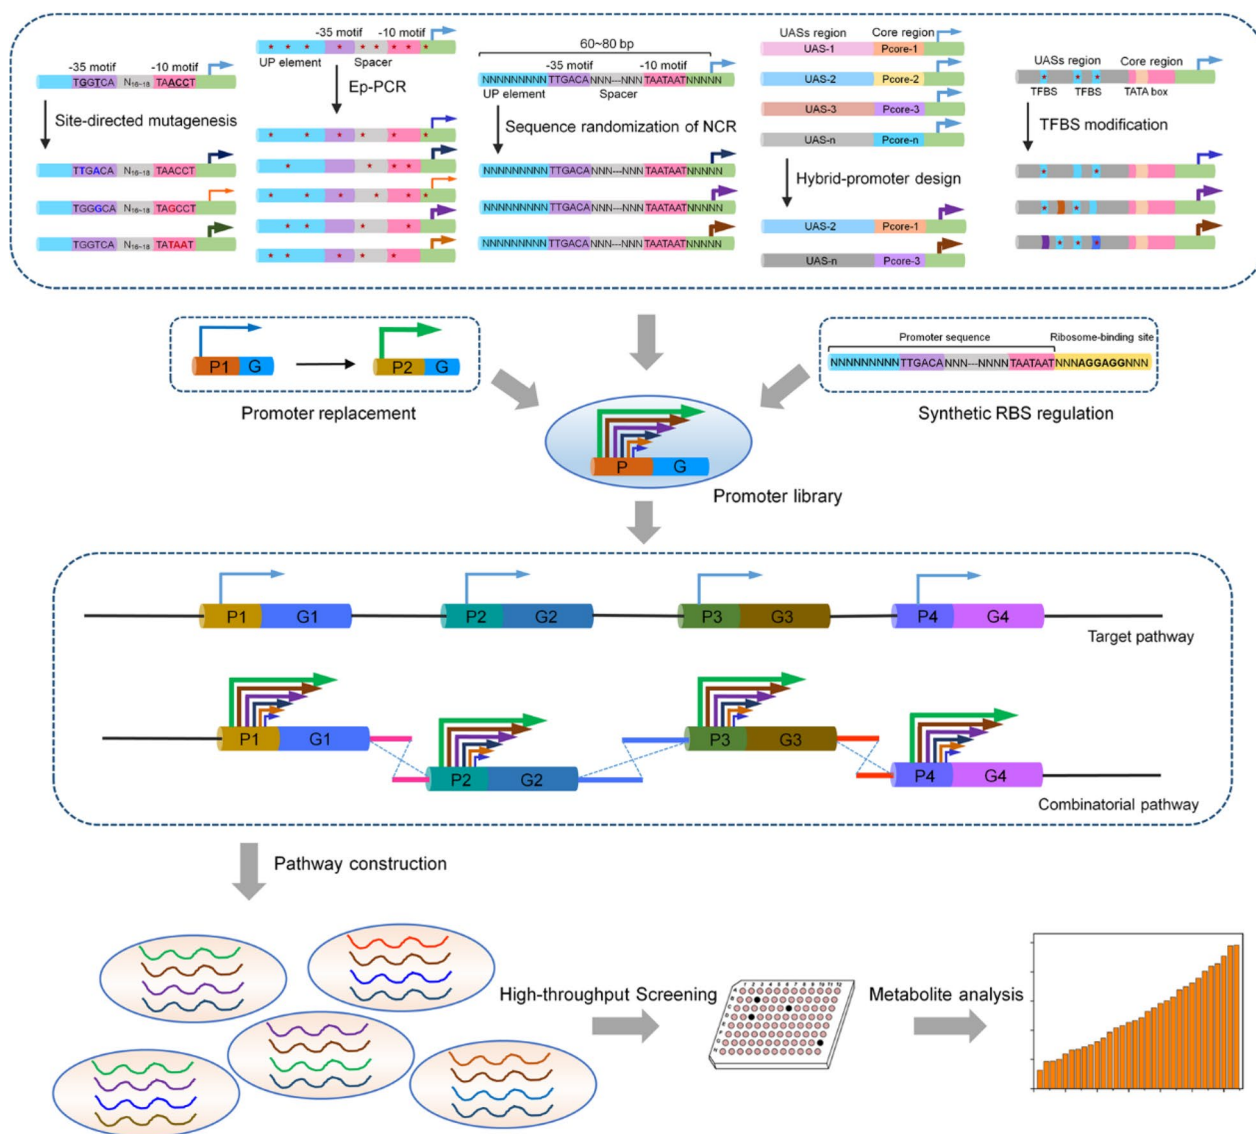 -35 motif -10 motif
TGGTCA N16~18 TAACCT
Site-directed mutagenesis
TTGACA N16~18 TAACCT
TGGGCA N16~18 TAGCCT
TGGTCA N16~18 TATAAT
-35 motif -10 motif
UP element Spacer
Ep-PCR
60~80 bp
-35 motif -10 motif
NNNNNNNNN TTGACA NNN---NNN TAATAAT NNNNN
UP element Spacer
Sequence randomization of NCR
NNNNNNNNN TTGACA NNN---NNN TAATAAT NNNNN
NNNNNNNNN TTGACA NNN---NNN TAATAAT NNNNN
NNNNNNNNN TTGACA NNN---NNN TAATAAT NNNNN
UASs region Core region
UAS-1 Pcore-1
UAS-2 Pcore-2
UAS-3 Pcore-3
UAS-n Pcore-n
Hybrid-promoter design
UAS-2 Pcore-1
UAS-n Pcore-3
UASs region Core region
TFBS TFBS TATA box
TFBS modification
P1 G
P2 G
Promoter replacement
Promoter sequence Ribosome-binding site
NNNNNNNNN TTGACA NNN---NNNN TAATAAT NNNAGGAGGNNN
Synthetic RBS regulation
P G
Promoter library
P1 G1 P2 G2 P3 G3 P4 G4
Target pathway
P1 G1 P2 G2 P3 G3 P4 G4
Combinatorial pathway
Pathway construction
High-throughput Screening
Metabolite analysis